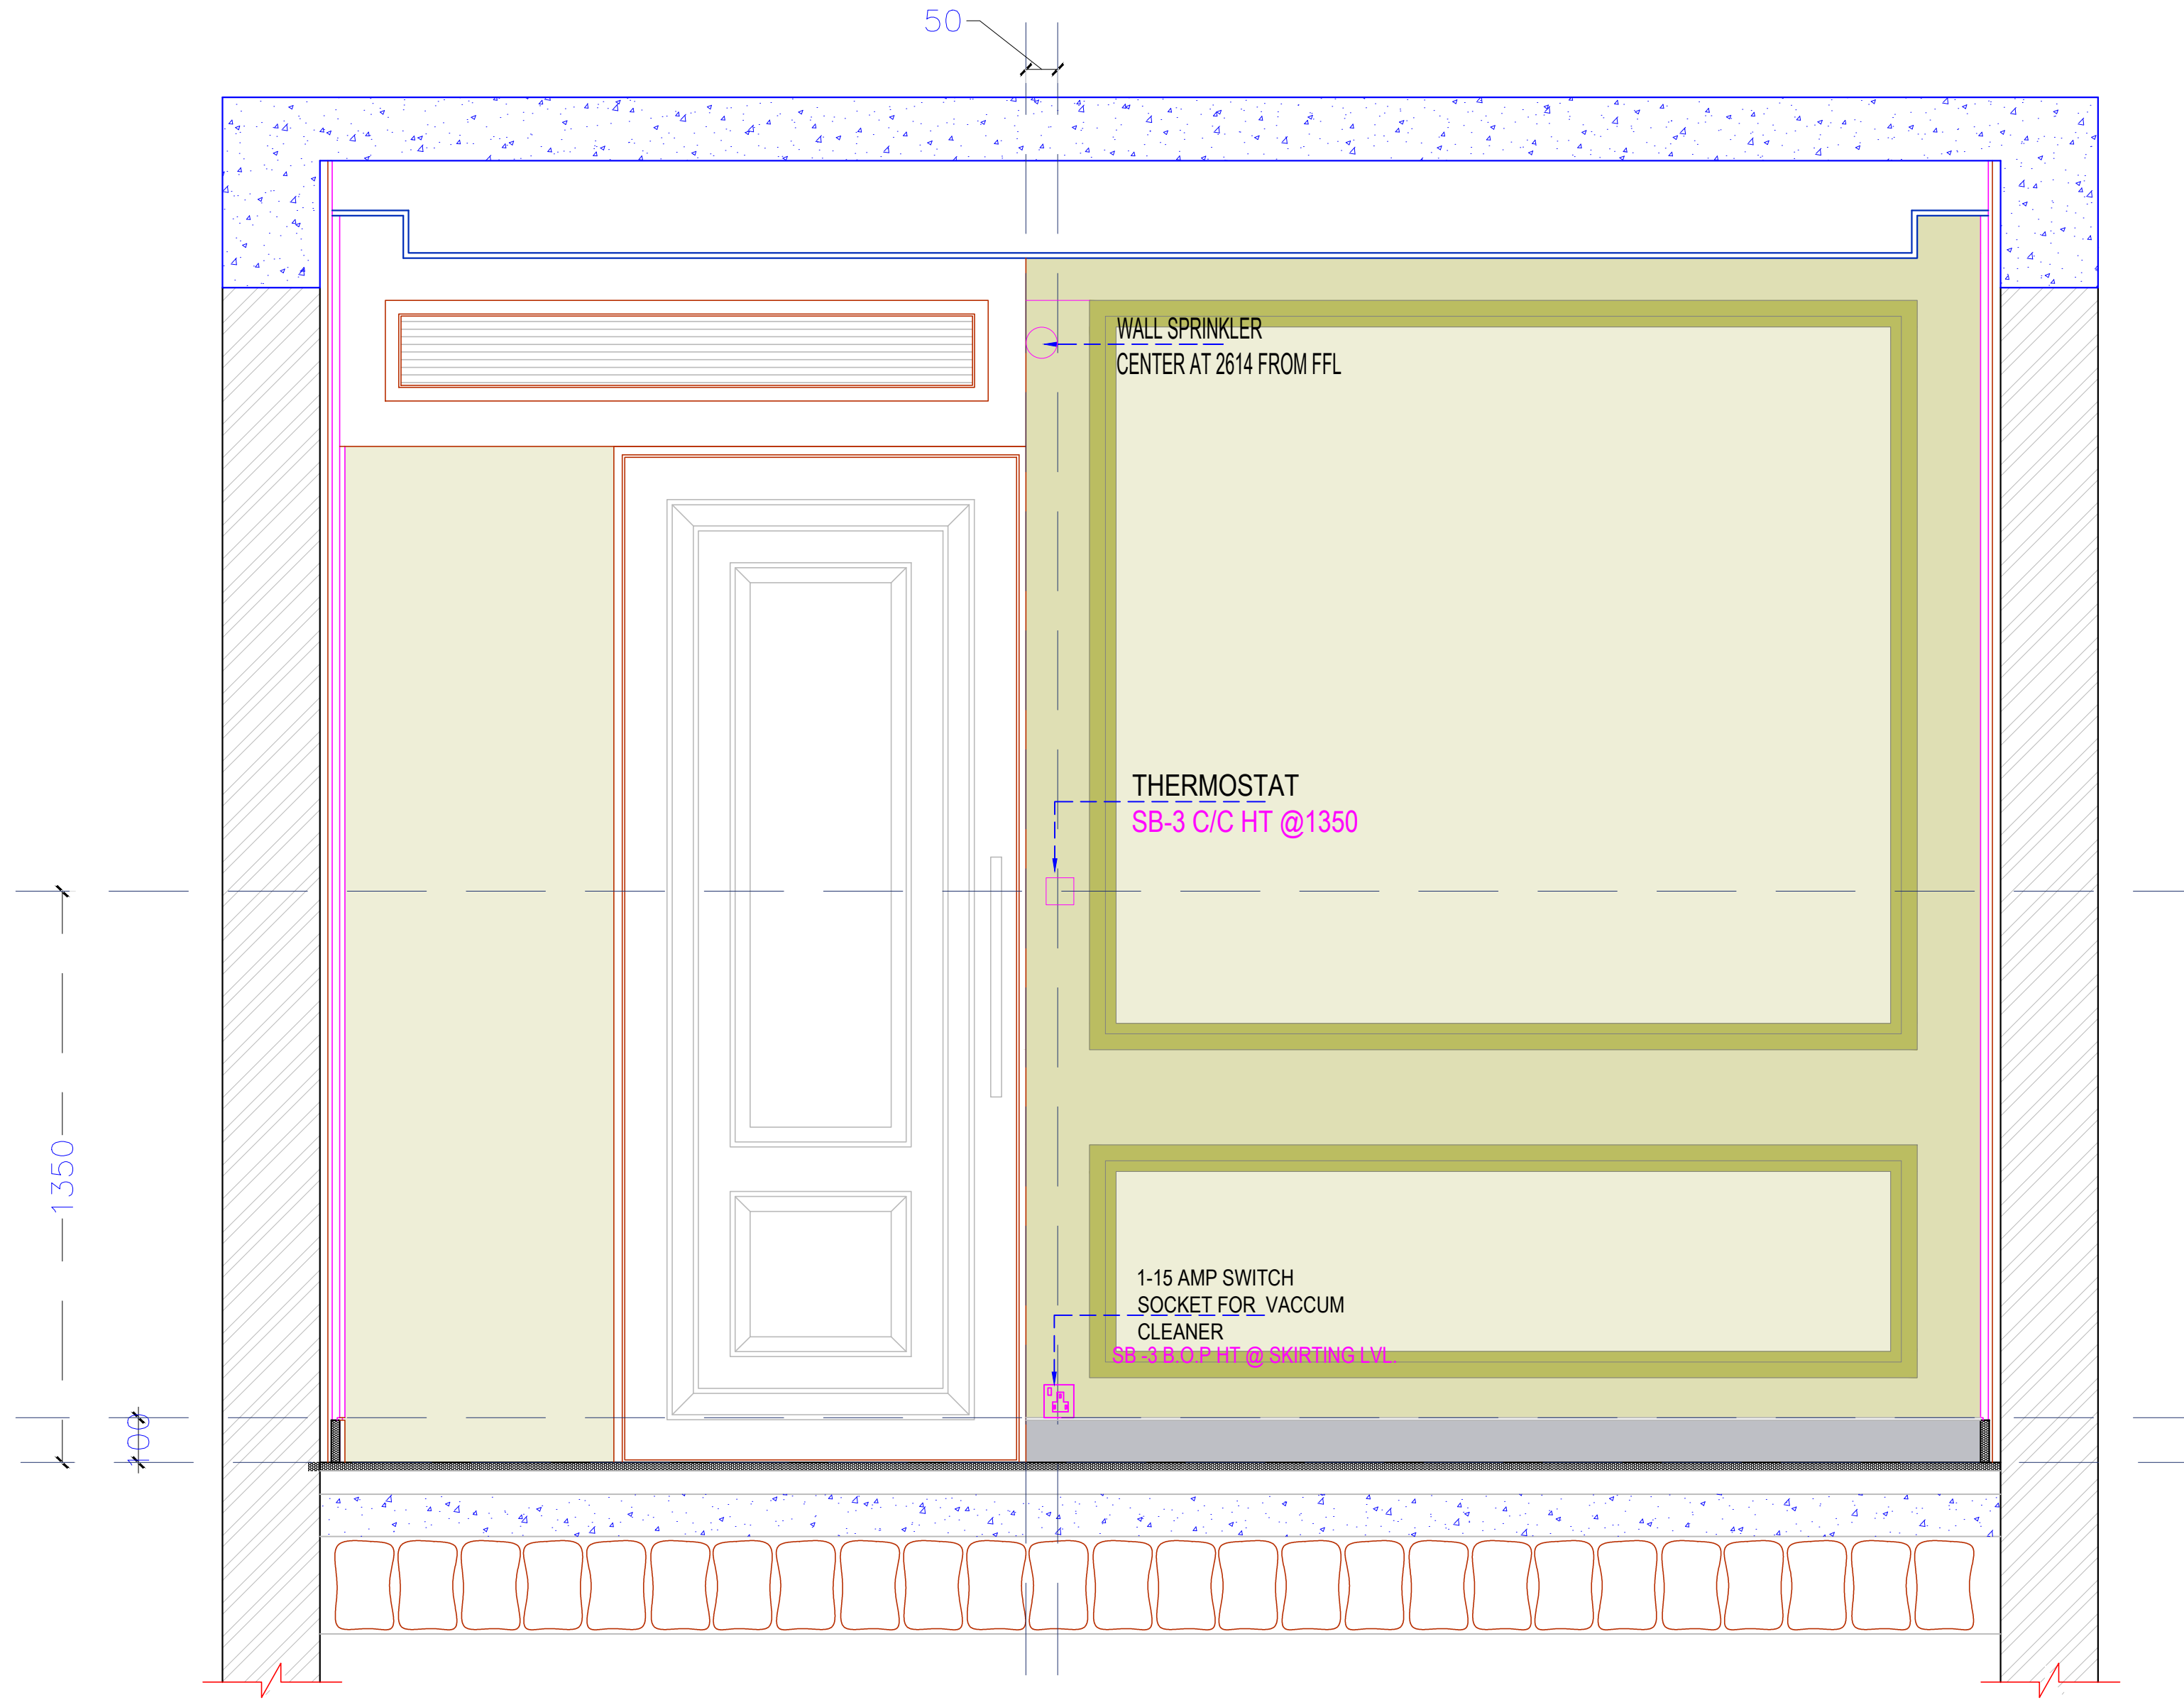 50
WALL SPRINKLER
CENTER AT 2614 FROM FFL
THERMOSTAT
SB-3 C/C HT @1350
1350
1-15 AMP SWITCH
SOCKET FOR VACCUM
CLEANER
SB -3 B.O.P HT @ SKIRTING LVL.
100